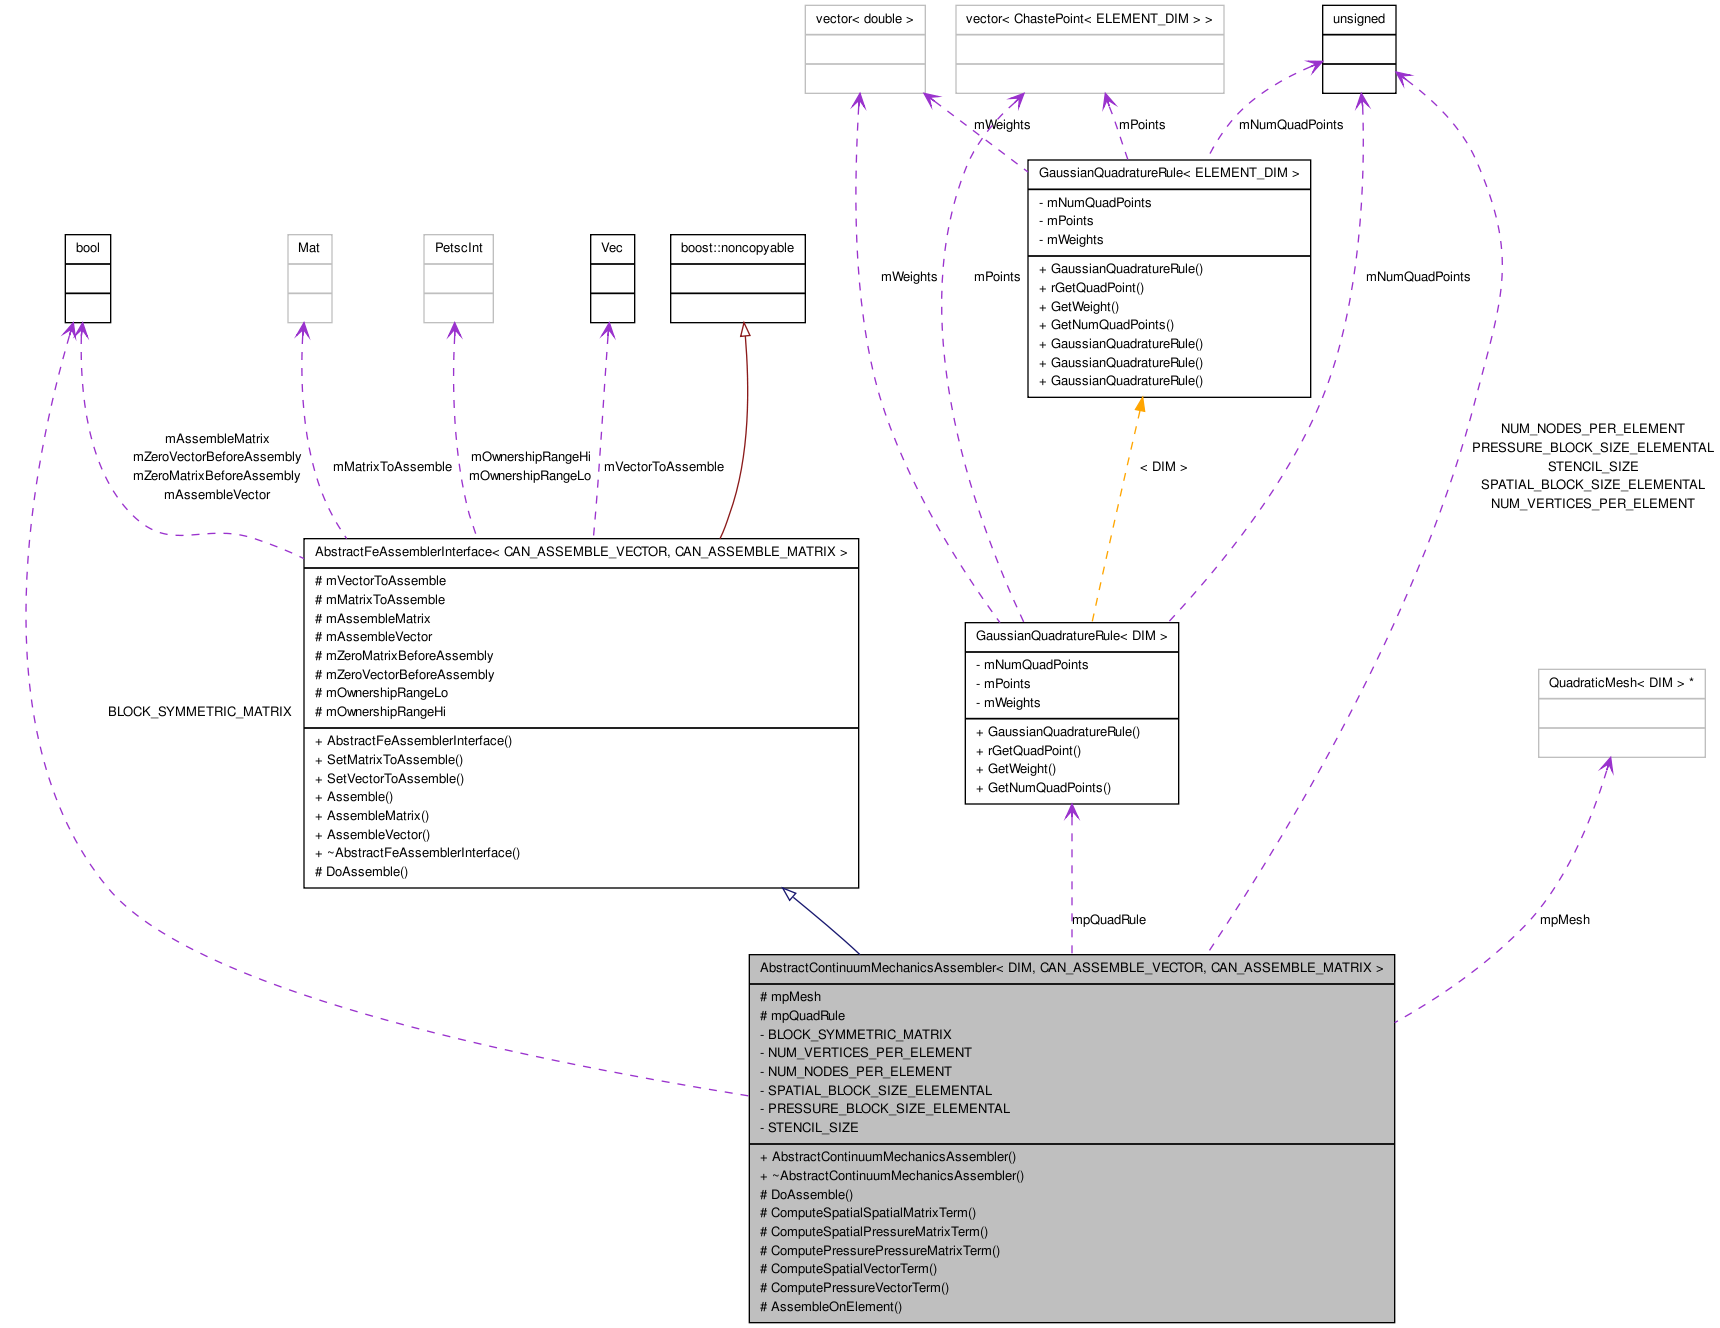 vector< double >
vector< ChastePoint< ELEMENT_DIM > >
unsigned
mWeights
mPoints
mNumQuadPoints
GaussianQuadratureRule< ELEMENT_DIM >
- mNumQuadPoints
- mPoints
- mWeights
+ GaussianQuadratureRule()
+ rGetQuadPoint()
+ GetWeight()
+ GetNumQuadPoints()
+ GaussianQuadratureRule()
+ GaussianQuadratureRule()
+ GaussianQuadratureRule()
bool
Mat
PetscInt
Vec
boost::noncopyable
mWeights
mPoints
mNumQuadPoints
mAssembleMatrix
mZeroVectorBeforeAssembly
mZeroMatrixBeforeAssembly
mAssembleVector
mMatrixToAssemble
mOwnershipRangeHi
mOwnershipRangeLo
mVectorToAssemble
< DIM >
NUM_NODES_PER_ELEMENT
PRESSURE_BLOCK_SIZE_ELEMENTAL
STENCIL_SIZE
SPATIAL_BLOCK_SIZE_ELEMENTAL
NUM_VERTICES_PER_ELEMENT
AbstractFeAssemblerInterface< CAN_ASSEMBLE_VECTOR, CAN_ASSEMBLE_MATRIX >
# mVectorToAssemble
# mMatrixToAssemble
# mAssembleMatrix
# mAssembleVector
# mZeroMatrixBeforeAssembly
# mZeroVectorBeforeAssembly
# mOwnershipRangeLo
# mOwnershipRangeHi
+ AbstractFeAssemblerInterface()
+ SetMatrixToAssemble()
+ SetVectorToAssemble()
+ Assemble()
+ AssembleMatrix()
+ AssembleVector()
+ ~AbstractFeAssemblerInterface()
# DoAssemble()
GaussianQuadratureRule< DIM >
- mNumQuadPoints
- mPoints
- mWeights
+ GaussianQuadratureRule()
+ rGetQuadPoint()
+ GetWeight()
+ GetNumQuadPoints()
QuadraticMesh< DIM > *
BLOCK_SYMMETRIC_MATRIX
mpQuadRule
mpMesh
AbstractContinuumMechanicsAssembler< DIM, CAN_ASSEMBLE_VECTOR, CAN_ASSEMBLE_MATRIX >
# mpMesh
# mpQuadRule
- BLOCK_SYMMETRIC_MATRIX
- NUM_VERTICES_PER_ELEMENT
- NUM_NODES_PER_ELEMENT
- SPATIAL_BLOCK_SIZE_ELEMENTAL
- PRESSURE_BLOCK_SIZE_ELEMENTAL
- STENCIL_SIZE
+ AbstractContinuumMechanicsAssembler()
+ ~AbstractContinuumMechanicsAssembler()
# DoAssemble()
# ComputeSpatialSpatialMatrixTerm()
# ComputeSpatialPressureMatrixTerm()
# ComputePressurePressureMatrixTerm()
# ComputeSpatialVectorTerm()
# ComputePressureVectorTerm()
# AssembleOnElement()